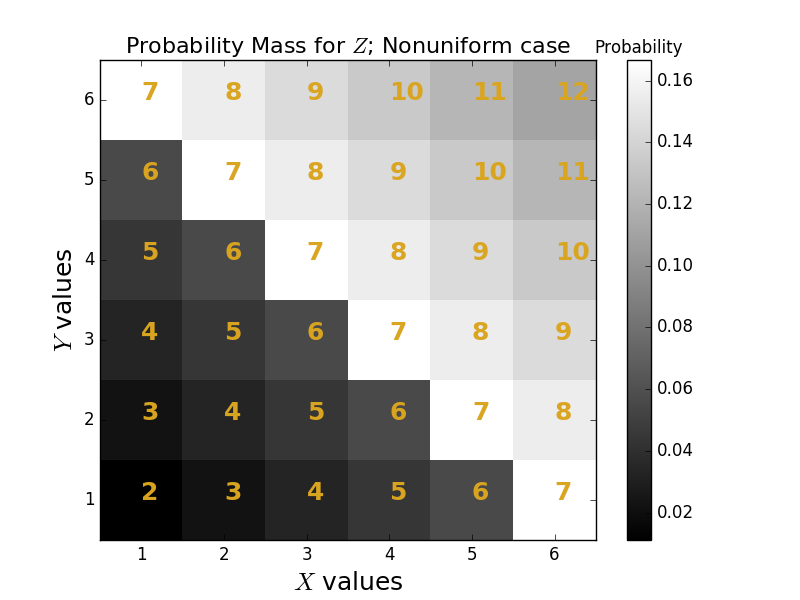 Probability Mass for Z; Nonuniform case
Probability
6 7 8 9 10 11 12
5 6 7 8 9 10 11
4 5 6 7 8 9 10
3 4 5 6 7 8 9
2 3 4 5 6 7 8
1 2 3 4 5 6 7
1 2 3 4 5 6
Y values
X values
0.16
0.14
0.12
0.10
0.08
0.06
0.04
0.02